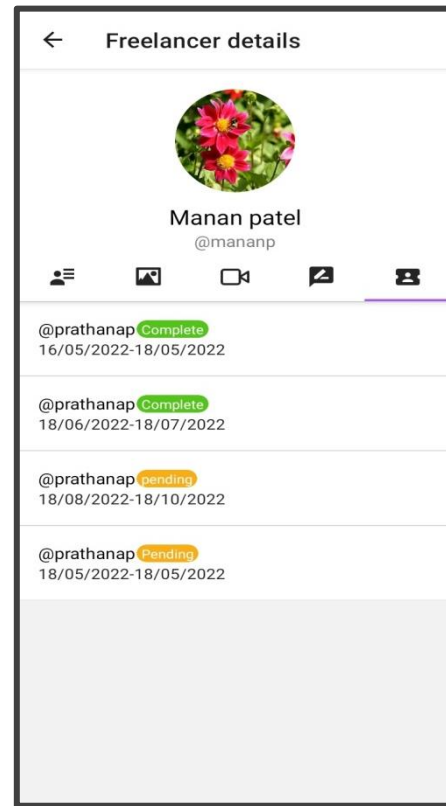 Freelancer details
Manan patel
@mananp
@prathanap Complete
16/05/2022-18/05/2022
@prathanap Complete
18/06/2022-18/07/2022
@prathanap pending
18/08/2022-18/10/2022
@prathanap Pending
18/05/2022-18/05/2022